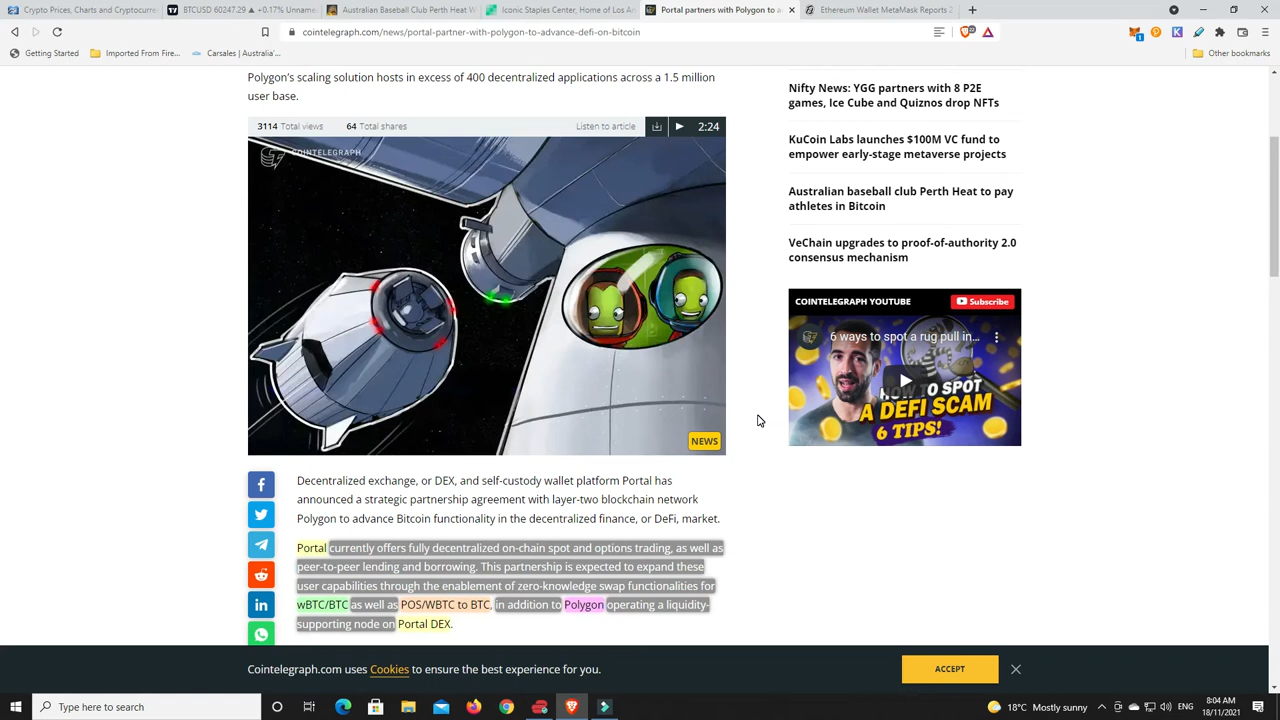 Crypto Prices, Charts and Cryptocurr
BTCUSD 60247.29 ▲ +0.17% Unname
Australian Baseball Club Perth Heat W
Iconic Staples Center, Home of Los An
Portal partners with Polygon to a
Ethereum Wallet MetaMask Reports 2
cointelegraph.com/news/portal-partner-with-polygon-to-advance-defi-on-bitcoin
Getting Started
Imported From Fire...
Carsales | Australia'...
Other bookmarks
Polygon's scaling solution hosts in excess of 400 decentralized applications across a 1.5 million
user base.
3114 Total views
64 Total shares
Listen to article
2:24
COINTELEGRAPH
NEWS
Decentralized exchange, or DEX, and self-custody wallet platform Portal has
announced a strategic partnership agreement with layer-two blockchain network
Polygon to advance Bitcoin functionality in the decentralized finance, or DeFi, market.
Portal currently offers fully decentralized on-chain spot and options trading, as well as
peer-to-peer lending and borrowing. This partnership is expected to expand these
user capabilities through the enablement of zero-knowledge swap functionalities for
wBTC/BTC as well as POS/WBTC to BTC, in addition to Polygon operating a liquidity-
supporting node on Portal DEX.
Nifty News: YGG partners with 8 P2E
games, Ice Cube and Quiznos drop NFTs
KuCoin Labs launches $100M VC fund to
empower early-stage metaverse projects
Australian baseball club Perth Heat to pay
athletes in Bitcoin
VeChain upgrades to proof-of-authority 2.0
consensus mechanism
COINTELEGRAPH YOUTUBE
Subscribe
6 ways to spot a rug pull in...
HOW TO SPOT
A DEFI SCAM
6 TIPS!
Cointelegraph.com uses Cookies to ensure the best experience for you.
ACCEPT
Type here to search
18°C Mostly sunny
ENG
8:04 AM
18/11/2021